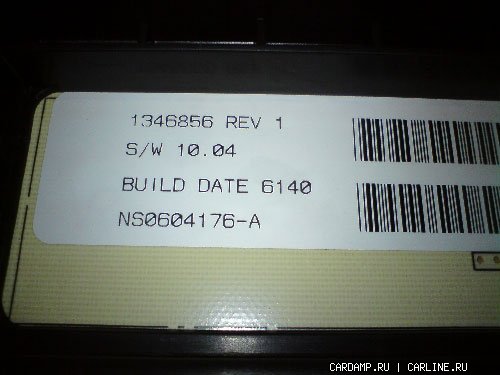 1346856 REV 1
S/W 10.04
BUILD DATE 6140
NS0604176-A
CARDAMP.RU | CARLINE.RU